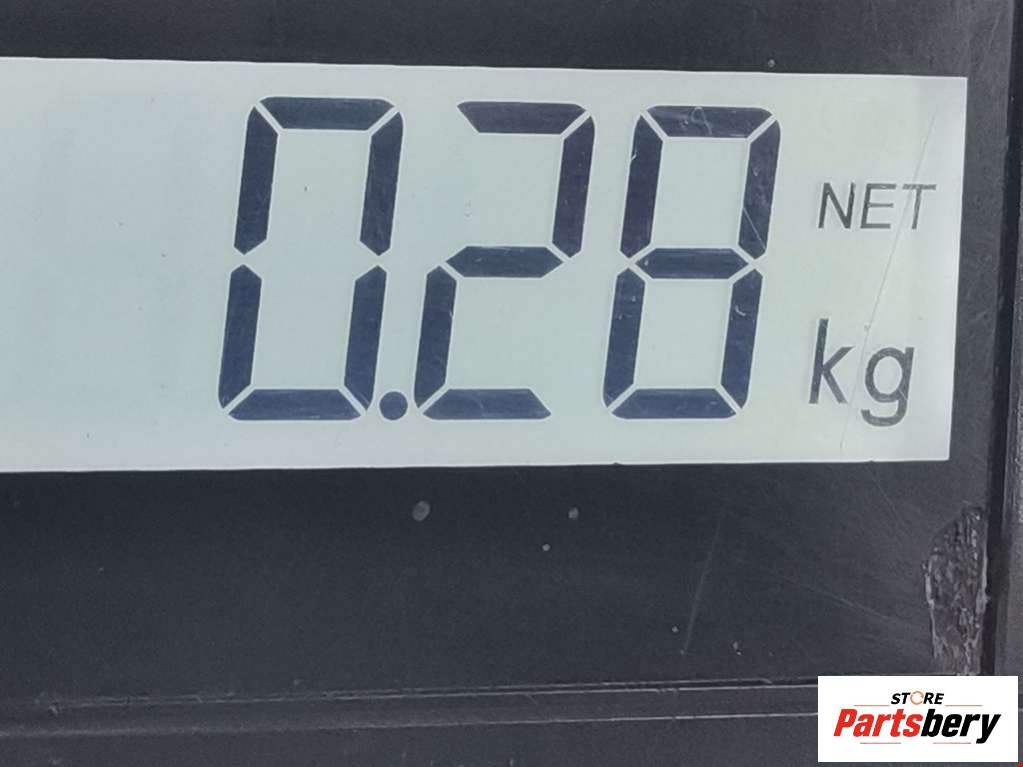 0.28 NET
kg
STORE
Partsbery